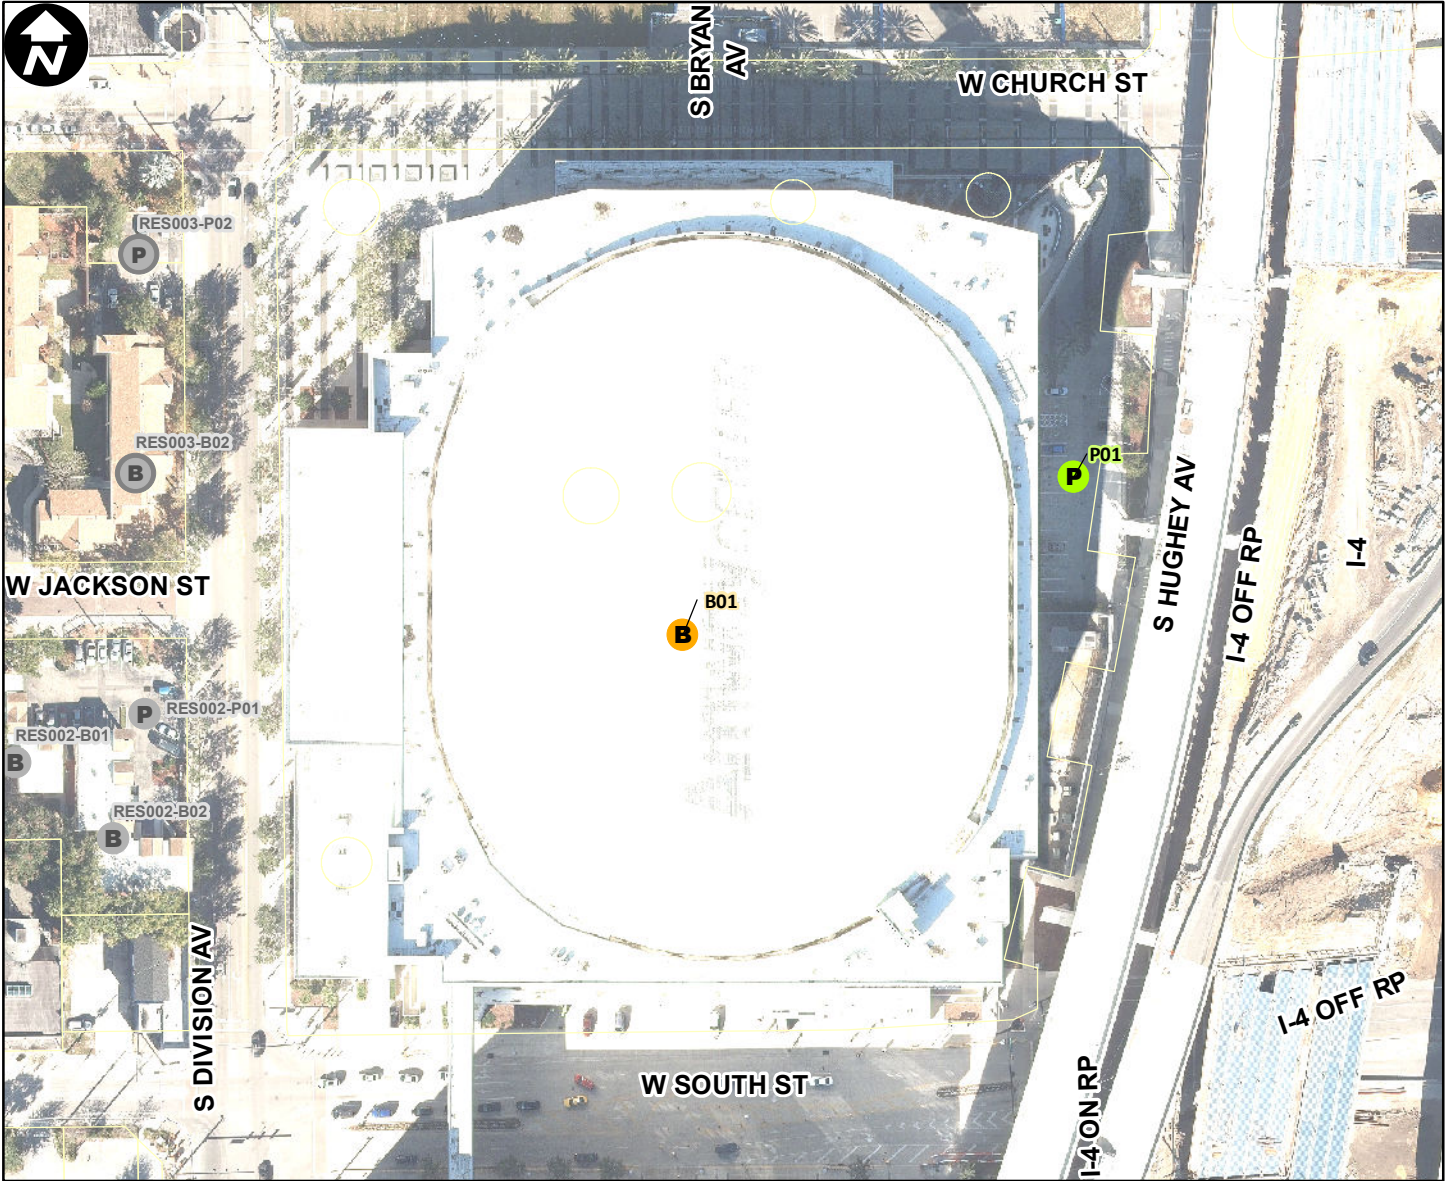 N
S BRYAN
AV
W CHURCH ST
RES003-P02
P
RES003-B02
B
P01
P
S HUGHEY AV
I-4 OFF RP
I-4
W JACKSON ST
B01
B
RES002-P01
P
RES002-B01
B
RES002-B02
B
S DIVISION AV
W SOUTH ST
I-4 ON RP
I-4 OFF RP